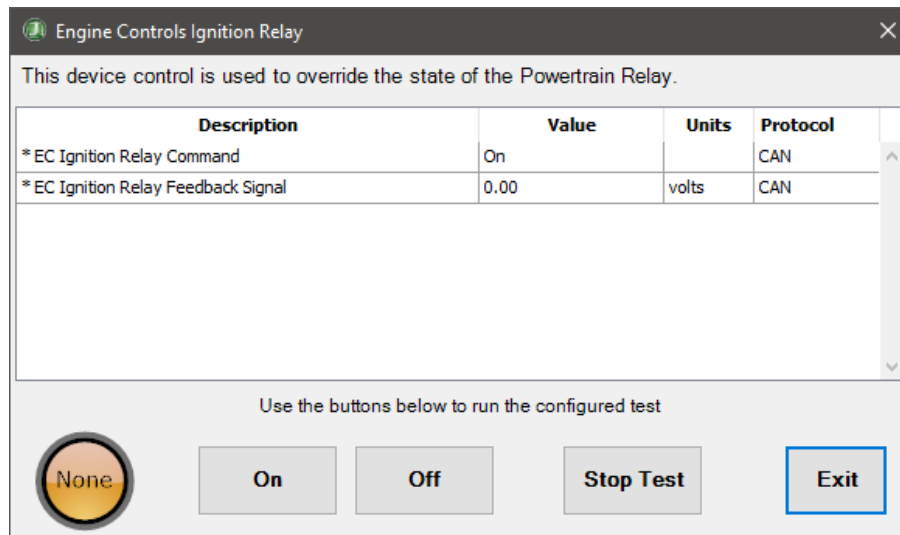 Engine Controls Ignition Relay
This device control is used to override the state of the Powertrain Relay.
Description Value Units Protocol
* EC Ignition Relay Command On CAN
* EC Ignition Relay Feedback Signal 0.00 volts CAN
Use the buttons below to run the configured test
None On Off Stop Test Exit